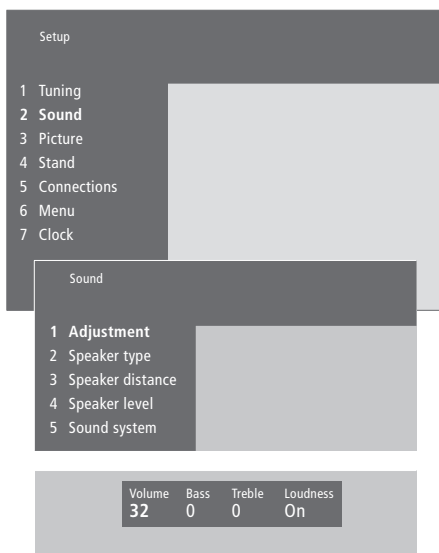 Setup
1 Tuning
2 Sound
3 Picture
4 Stand
5 Connections
6 Menu
7 Clock
Sound
1 Adjustment
2 Speaker type
3 Speaker distance
4 Speaker level
5 Sound system
Volume Bass Treble Loudness
32 0 0 On